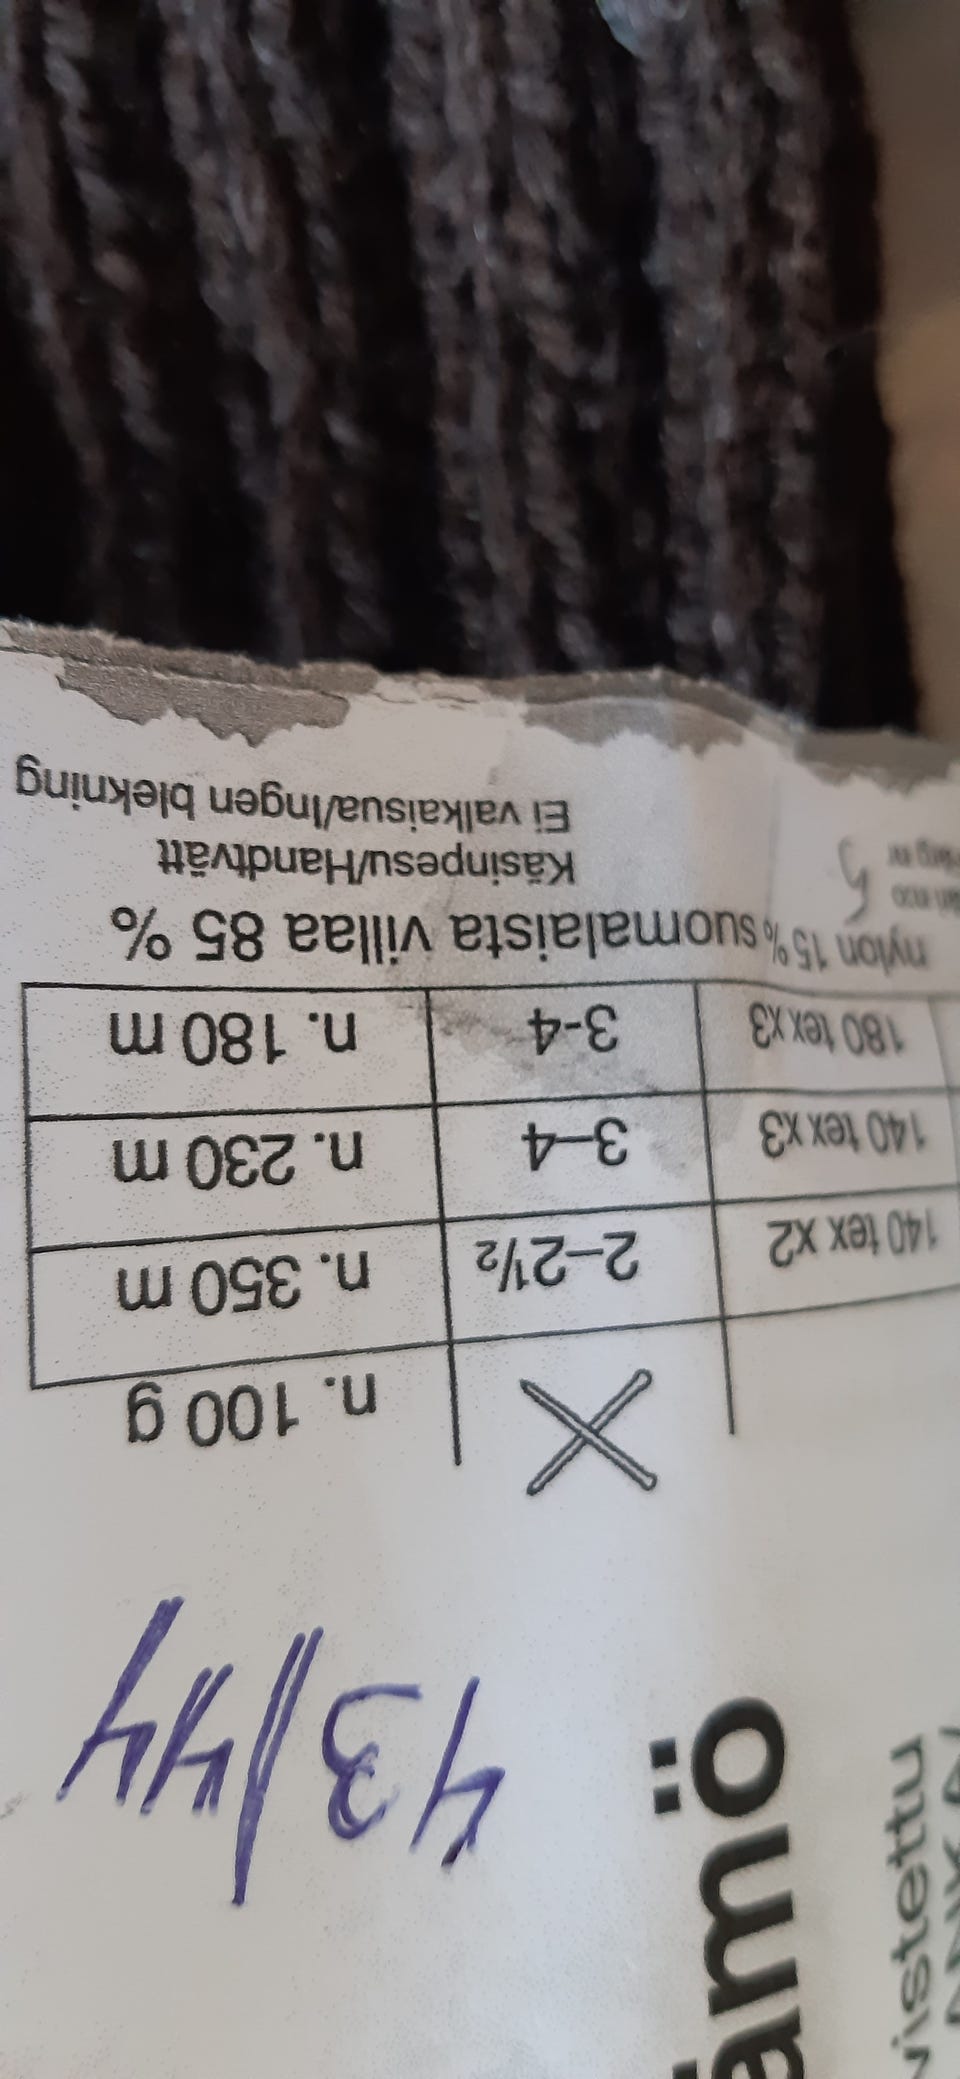 43/44
n. 100 g
140 tex x2 2–2½ n. 350 m
140 tex x3 3–4 n. 230 m
180 tex x3 3-4 n. 180 m
nylon 15% suomalaista villaa 85 %
Käsinpesu/Handtvätt
Ei valkaisua/Ingen blekning
5
ämö